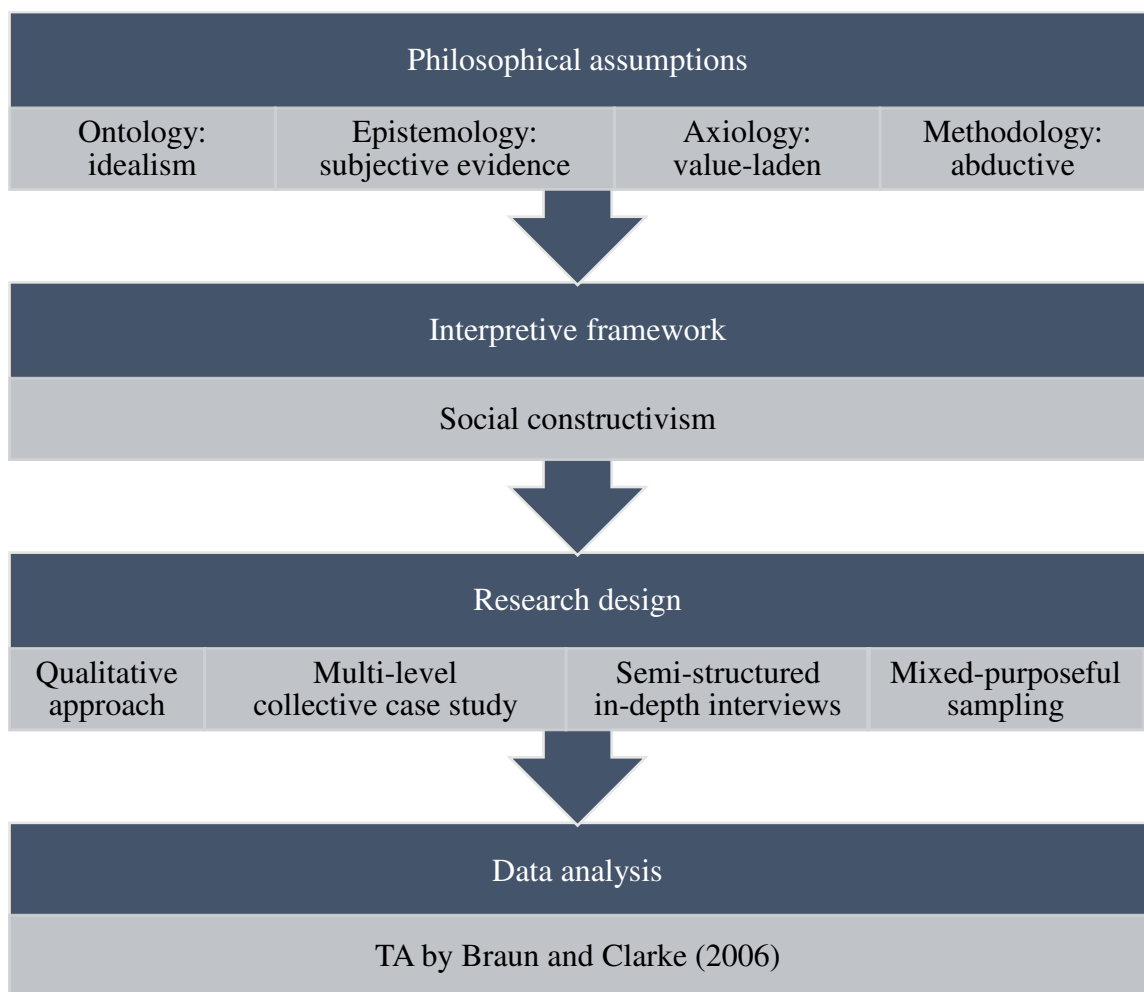 Philosophical assumptions
Ontology:
idealism
Epistemology:
subjective evidence
Axiology:
value-laden
Methodology:
abductive
Interpretive framework
Social constructivism
Research design
Qualitative
approach
Multi-level
collective case study
Semi-structured
in-depth interviews
Mixed-purposeful
sampling
Data analysis
TA by Braun and Clarke (2006)